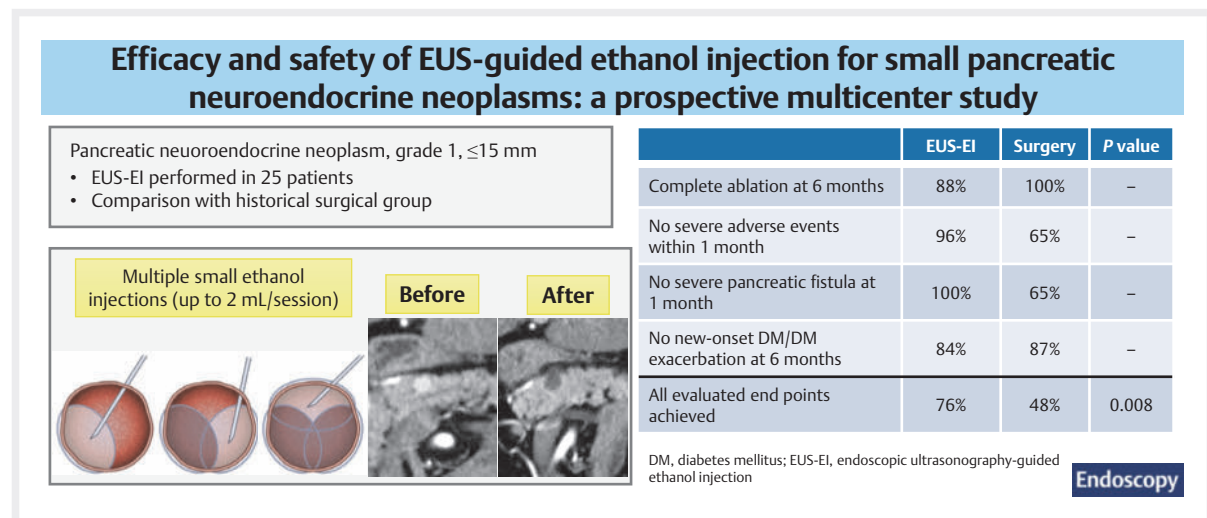 Efficacy and safety of EUS-guided ethanol injection for small pancreatic
neuroendocrine neoplasms: a prospective multicenter study
Pancreatic neuoroendocrine neoplasm, grade 1, ≤15 mm
• EUS-EI performed in 25 patients
• Comparison with historical surgical group
Multiple small ethanol
injections (up to 2 mL/session)
Before
After
EUS-EI Surgery P value
Complete ablation at 6 months 88% 100% –
No severe adverse events
within 1 month 96% 65% –
No severe pancreatic fistula at
1 month 100% 65% –
No new-onset DM/DM
exacerbation at 6 months 84% 87% –
All evaluated end points
achieved 76% 48% 0.008
DM, diabetes mellitus; EUS-EI, endoscopic ultrasonography-guided
ethanol injection
Endoscopy